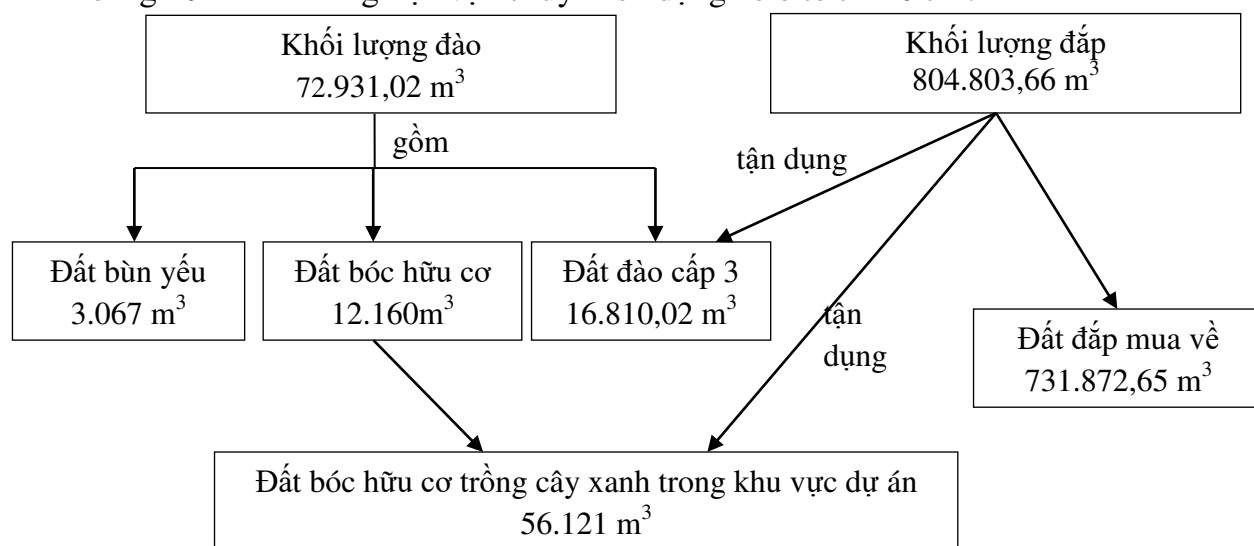 Khối lượng đào
72.931,02 m³
Khối lượng đắp
804.803,66 m³
gồm
tận dụng
Đất bùn yếu
3.067 m³
Đất bóc hữu cơ
12.160m³
Đất đào cấp 3
16.810,02 m³
tận
dụng
Đất đắp mua về
731.872,65 m³
Đất bóc hữu cơ trồng cây xanh trong khu vực dự án
56.121 m³